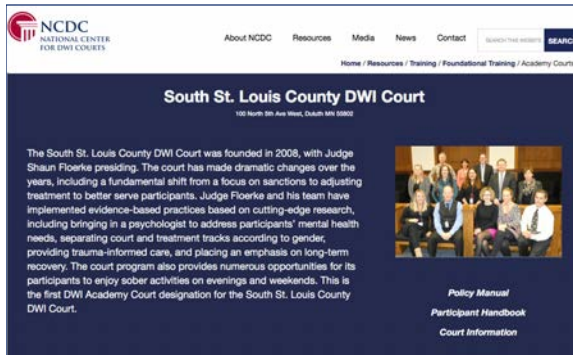 NCDC
NATIONAL CENTER
FOR DWI COURTS
About NCDC Resources Media News Contact
SEARCH THIS WEBSITE SEARC
Home / Resources / Training / Foundational Training / Academy Courts
South St. Louis County DWI Court
100 North 5th Ave West, Duluth MN 55802
The South St. Louis County DWI Court was founded in 2008, with Judge
Shaun Floerke presiding. The court has made dramatic changes over the
years, including a fundamental shift from a focus on sanctions to adjusting
treatment to better serve participants. Judge Floerke and his team have
implemented evidence-based practices based on cutting-edge research,
including bringing in a psychologist to address participants' mental health
needs, separating court and treatment tracks according to gender,
providing trauma-informed care, and placing an emphasis on long-term
recovery. The court program also provides numerous opportunities for its
participants to enjoy sober activities on evenings and weekends. This is
the first DWI Academy Court designation for the South St. Louis County
DWI Court.
Policy Manual
Participant Handbook
Court Information